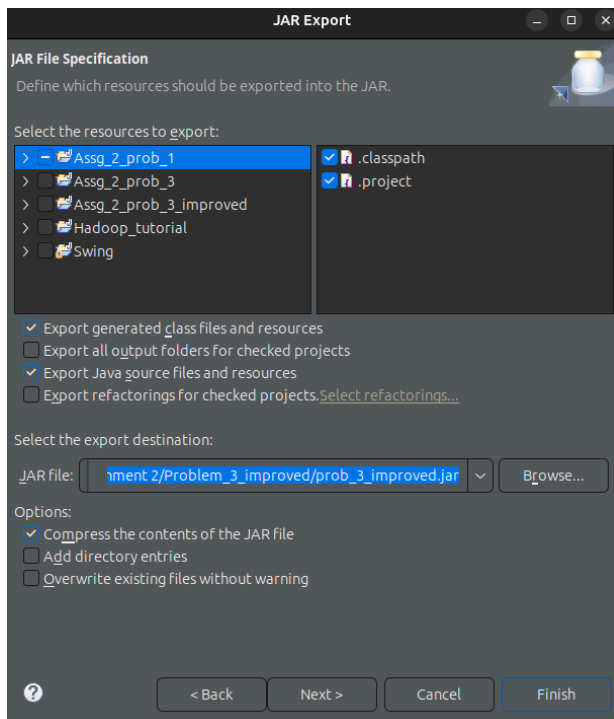 JAR Export
JAR File Specification
Define which resources should be exported into the JAR.
Select the resources to export:
Assg_2_prob_1
Assg_2_prob_3
Assg_2_prob_3_improved
Hadoop_tutorial
Swing
.classpath
.project
Export generated class files and resources
Export all output folders for checked projects
Export Java source files and resources
Export refactorings for checked projects. Select refactorings...
Select the export destination:
JAR file: nment 2/Problem_3_improved/prob_3_improved.jar Browse...
Options:
Compress the contents of the JAR file
Add directory entries
Overwrite existing files without warning
? < Back Next > Cancel Finish